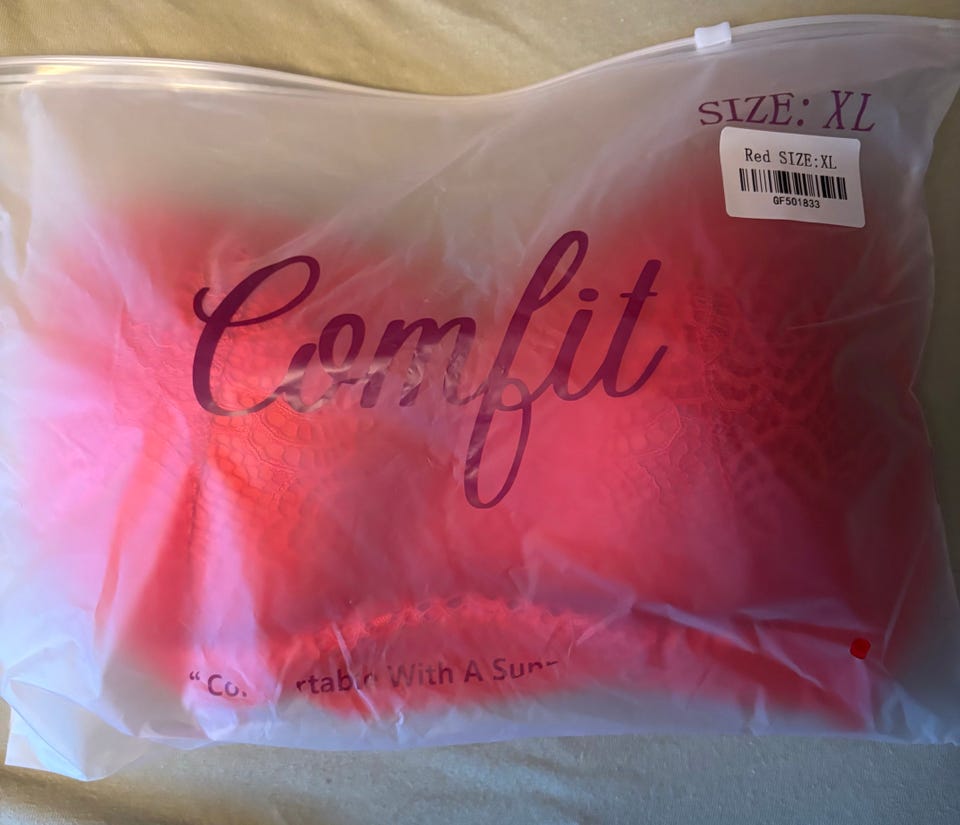 SIZE: XL
Red SIZE:XL
GF501833
Comfit
With A